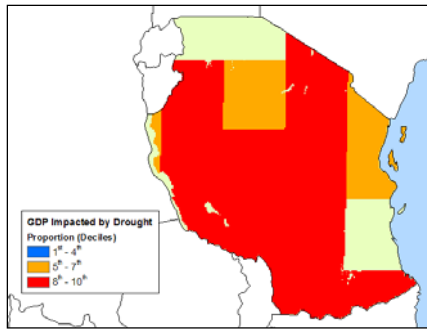 GDP Impacted by Drought
Proportion (Deciles)
1st - 4th
5th - 7th
8th - 10th